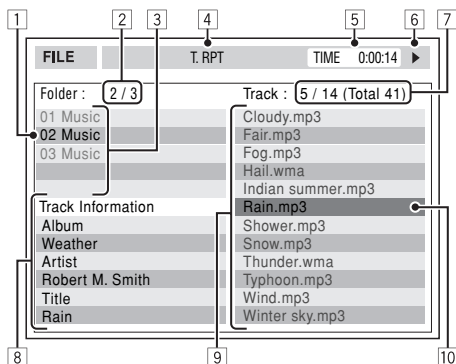 1 2 3 4 5 6 7
FILE T. RPT TIME 0:00:14
Folder : 2 / 3 Track : 5 / 14 (Total 41)
01 Music
02 Music
03 Music
Cloudy.mp3
Fair.mp3
Fog.mp3
Hail.wma
Indian summer.mp3
Rain.mp3
Shower.mp3
Snow.mp3
Thunder.wma
Typhoon.mp3
Wind.mp3
Winter sky.mp3
Track Information
Album
Weather
Artist
Robert M. Smith
Title
Rain
8 9 10